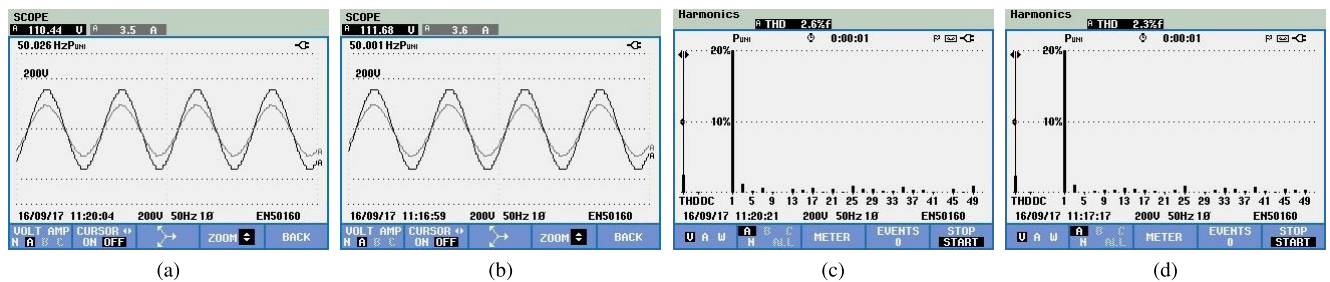 SCOPE
A 110.44 V A 3.5 A
50.026 HzPUNI
200V
A
A
16/09/17 11:20:04 200V 50Hz 1Ø EN50160
VOLT AMP
N A B C
CURSOR
ON OFF
ZOOM
BACK
(a)
SCOPE
A 111.68 V A 3.6 A
50.001 HzPUNI
200V
A
A
16/09/17 11:16:59 200V 50Hz 1Ø EN50160
VOLT AMP
N A B C
CURSOR
ON OFF
ZOOM
BACK
(b)
Harmonics
A THD 2.6%f
PUNI 0:00:01 P
20%
10%
THDDC 1 5 9 13 17 21 25 29 33 37 41 45 49
16/09/17 11:20:21 200V 50Hz 1Ø EN50160
V A W
A B C
N ALL
METER
EVENTS
0
STOP
START
(c)
Harmonics
A THD 2.3%f
PUNI 0:00:01 P
20%
10%
THDDC 1 5 9 13 17 21 25 29 33 37 41 45 49
16/09/17 11:17:17 200V 50Hz 1Ø EN50160
V A W
A B C
N ALL
METER
EVENTS
0
STOP
START
(d)